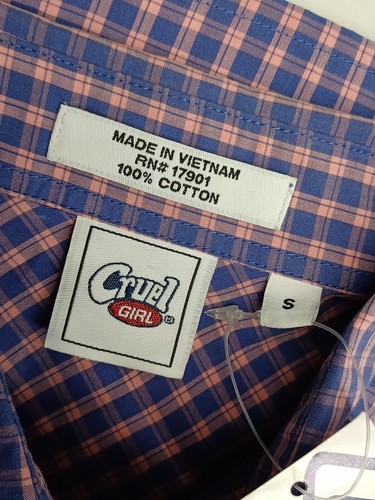 MADE IN VIETNAM
RN# 17901
100% COTTON
Cruel
GIRL ®
S